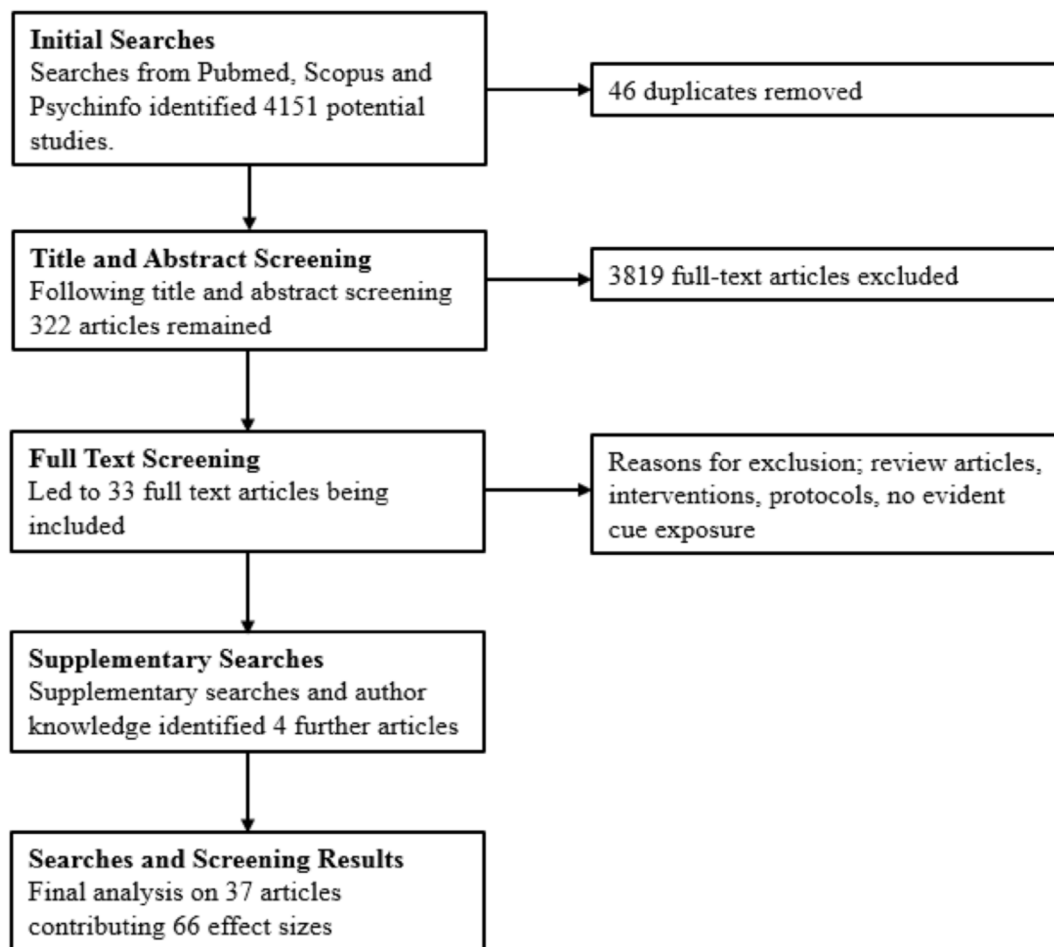 Initial Searches
Searches from Pubmed, Scopus and
Psychinfo identified 4151 potential
studies.
46 duplicates removed
Title and Abstract Screening
Following title and abstract screening
322 articles remained
3819 full-text articles excluded
Full Text Screening
Led to 33 full text articles being
included
Reasons for exclusion; review articles,
interventions, protocols, no evident
cue exposure
Supplementary Searches
Supplementary searches and author
knowledge identified 4 further articles
Searches and Screening Results
Final analysis on 37 articles
contributing 66 effect sizes